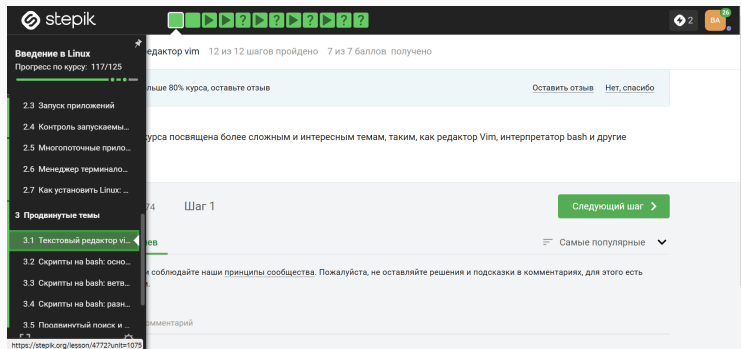 stepik
2
26
BA
Введение в Linux
Прогресс по курсу: 117/125
2.3 Запуск приложений
2.4 Контроль запускаемы...
2.5 Многопоточные прило...
2.6 Менеджер терминало...
2.7 Как установить Linux: ...
3 Продвинутые темы
3.1 Текстовый редактор vi...
3.2 Скрипты на bash: осно...
3.3 Скрипты на bash: ветв...
3.4 Скрипты на bash: разн...
3.5 Продвинутый поиск и ...
https://stepik.org/lesson/4772?unit=1075
едактор vim 12 из 12 шагов пройдено 7 из 7 баллов получено
льше 80% курса, оставьте отзыв Оставить отзыв Нет, спасибо
курса посвящена более сложным и интересным темам, таким, как редактор Vim, интерпретатор bash и другие
74 Шаг 1 Следующий шаг
ев Самые популярные
и соблюдайте наши принципы сообщества. Пожалуйста, не оставляйте решения и подсказки в комментариях, для этого есть
омментарий